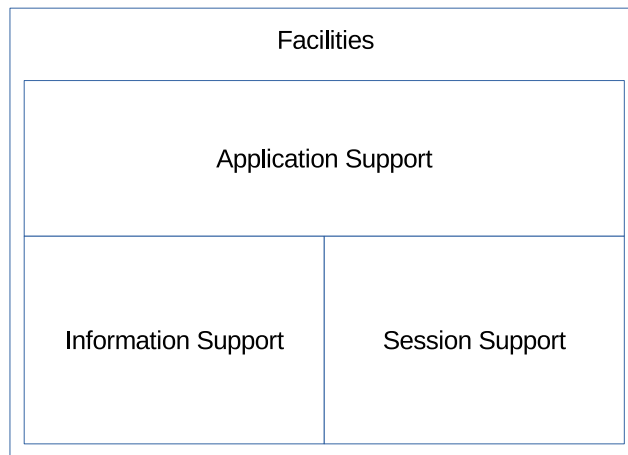 Facilities
Application Support
Information Support
Session Support